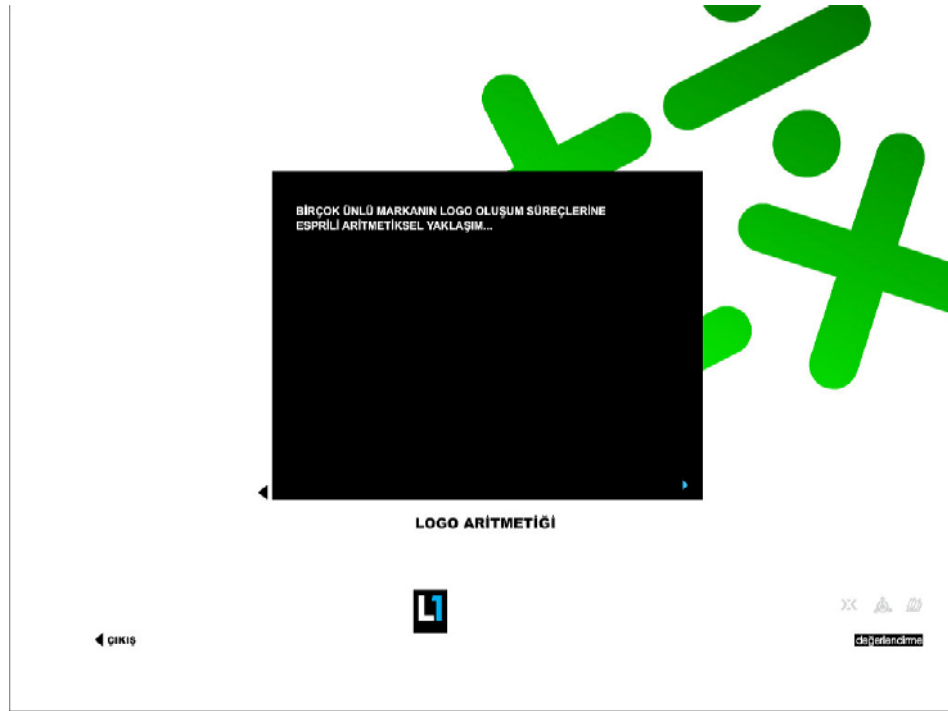 BİRÇOK ÜNLÜ MARKANIN LOGO OLUŞUM SÜREÇLERİNE
ESPRİLİ ARİTMETİKSEL YAKLAŞIM...
LOGO ARİTMETİĞİ
L1
ÇIKIŞ
değerlendirme